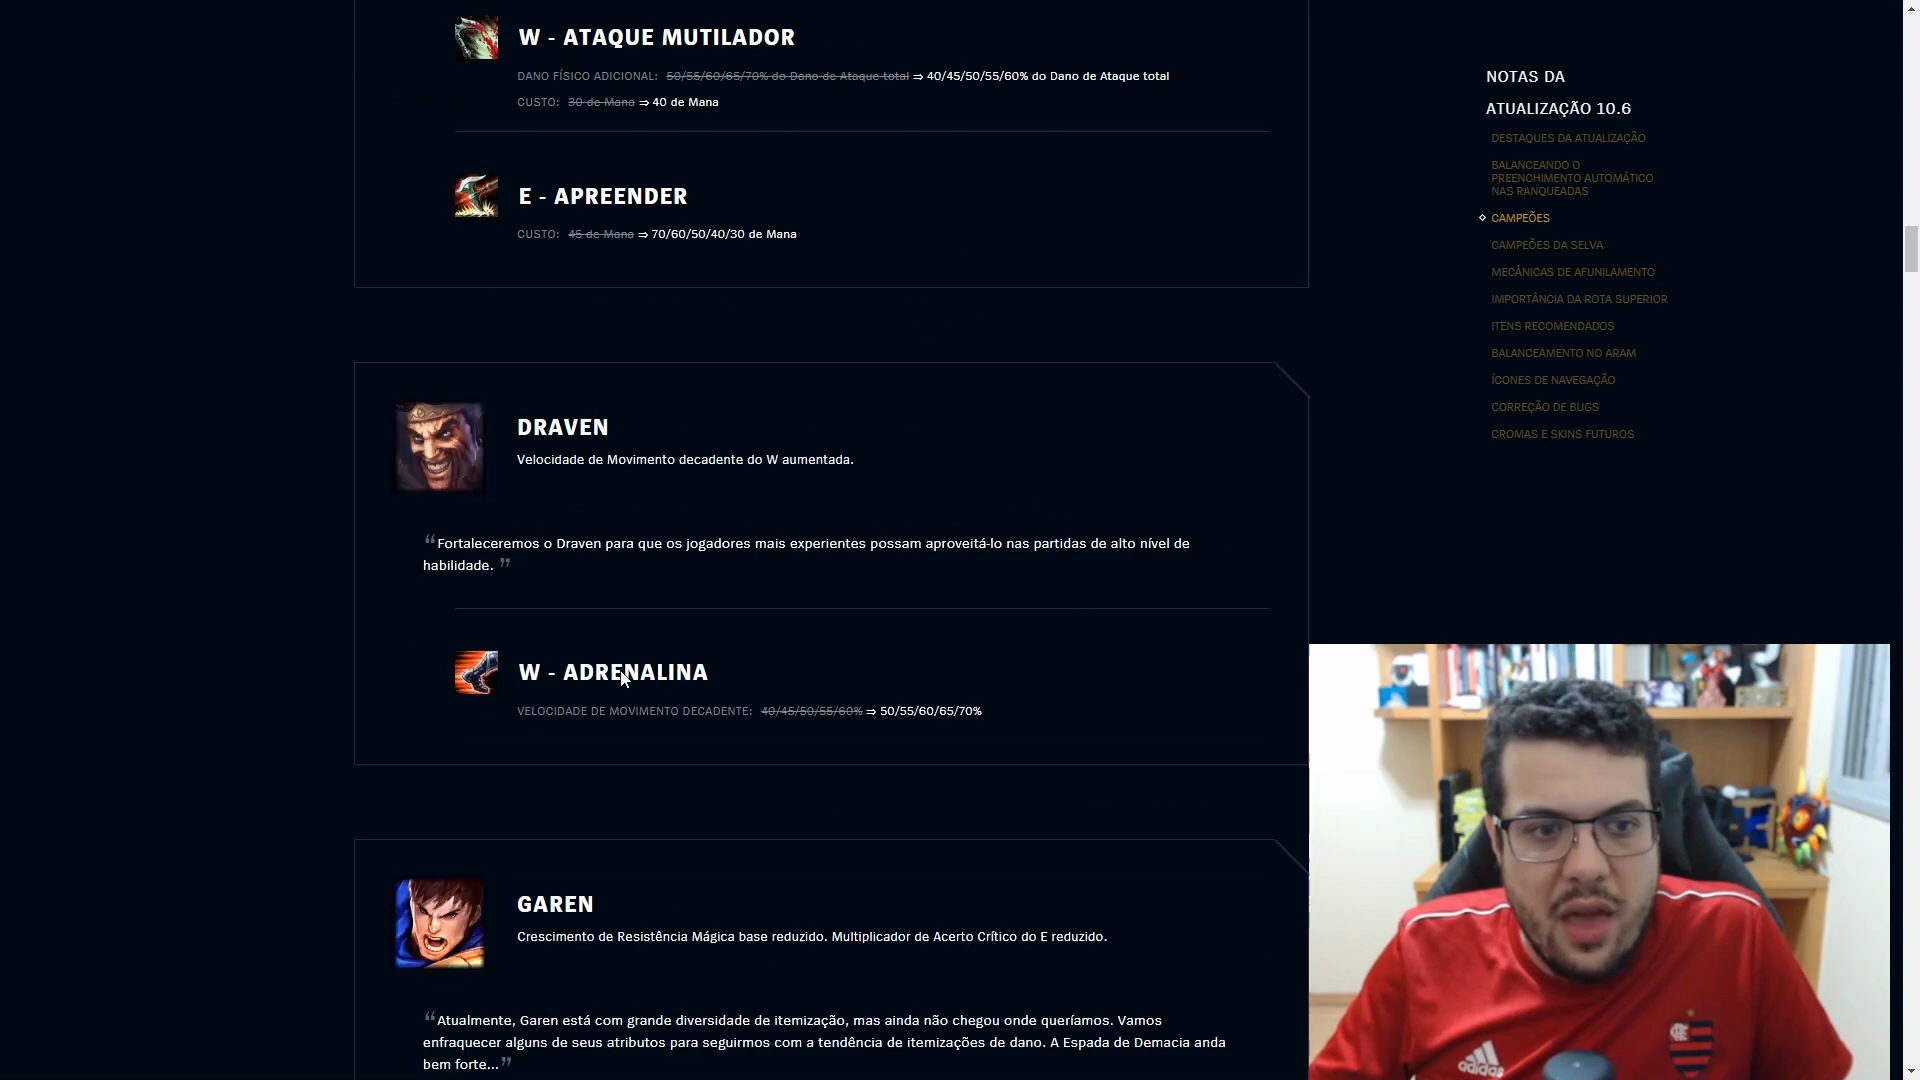 W - ATAQUE MUTILADOR
DANO FÍSICO ADICIONAL: 50/55/60/65/70% do Dano de Ataque total ⇒ 40/45/50/55/60% do Dano de Ataque total
CUSTO: 30 de Mana ⇒ 40 de Mana
E - APREENDER
CUSTO: 45 de Mana ⇒ 70/60/50/40/30 de Mana
DRAVEN
Velocidade de Movimento decadente do W aumentada.
“Fortaleceremos o Draven para que os jogadores mais experientes possam aproveitá-lo nas partidas de alto nível de
habilidade. ”
W - ADRENALINA
VELOCIDADE DE MOVIMENTO DECADENTE: 40/45/50/55/60% ⇒ 50/55/60/65/70%
GAREN
Crescimento de Resistência Mágica base reduzido. Multiplicador de Acerto Crítico do E reduzido.
“Atualmente, Garen está com grande diversidade de itemização, mas ainda não chegou onde queríamos. Vamos
enfraquecer alguns de seus atributos para seguirmos com a tendência de itemizações de dano. A Espada de Demacia anda
bem forte... ”
NOTAS DA
ATUALIZAÇÃO 10.6
DESTAQUES DA ATUALIZAÇÃO
BALANCEANDO O
PREENCHIMENTO AUTOMÁTICO
NAS RANQUEADAS
CAMPEÕES
CAMPEÕES DA SELVA
MECÂNICAS DE AFUNILAMENTO
IMPORTÂNCIA DA ROTA SUPERIOR
ITENS RECOMENDADOS
BALANCEAMENTO NO ARAM
ÍCONES DE NAVEGAÇÃO
CORREÇÃO DE BUGS
CROMAS E SKINS FUTUROS
adidas